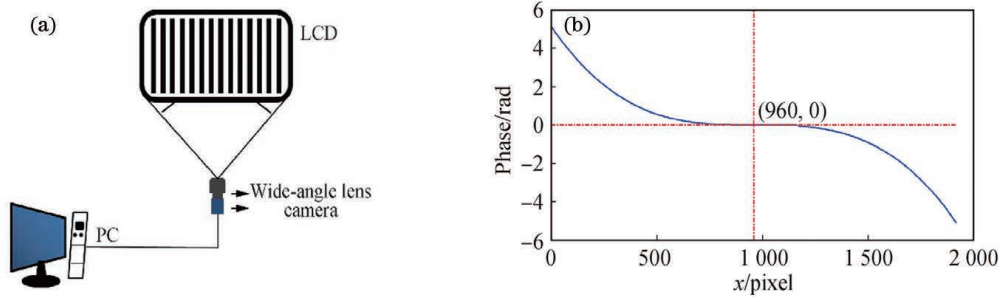 (a)
LCD
Wide-angle lens
camera
PC
(b)
6
4
2
0
−2
−4
−6
Phase/rad
(960, 0)
0
500
1 000
1 500
2 000
x/pixel